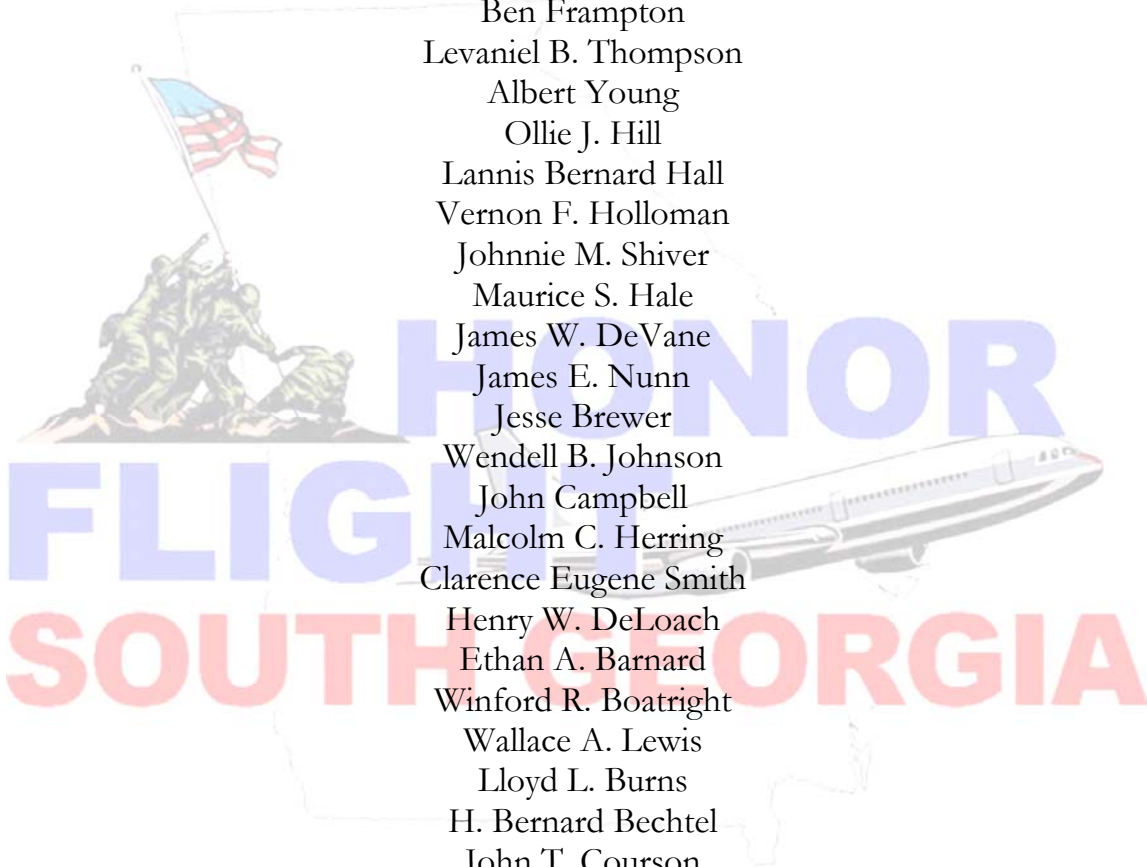 Ben Frampton
Levaniel B. Thompson
Albert Young
Ollie J. Hill
Lannis Bernard Hall
Vernon F. Holloman
Johnnie M. Shiver
Maurice S. Hale
James W. DeVane
HONOR
James E. Nunn
Jesse Brewer
Wendell B. Johnson
John Campbell
FLIGHT
Malcolm C. Herring
Clarence Eugene Smith
Henry W. DeLoach
Ethan A. Barnard
SOUTH GEORGIA
Winford R. Boatright
Wallace A. Lewis
Lloyd L. Burns
H. Bernard Bechtel
John T. Courson